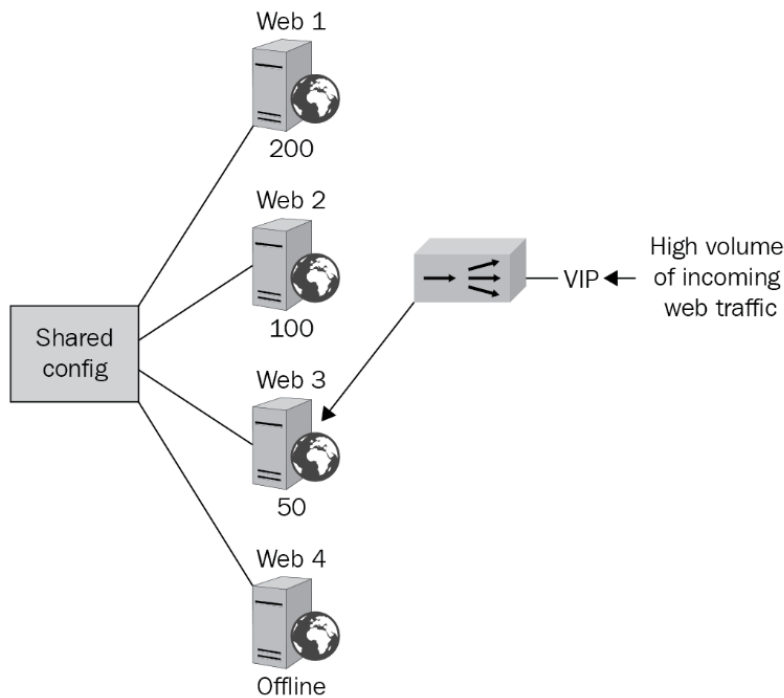 Web 1
200
Web 2
100
Shared
config
Web 3
50
Web 4
Offline
VIP
High volume
of incoming
web traffic